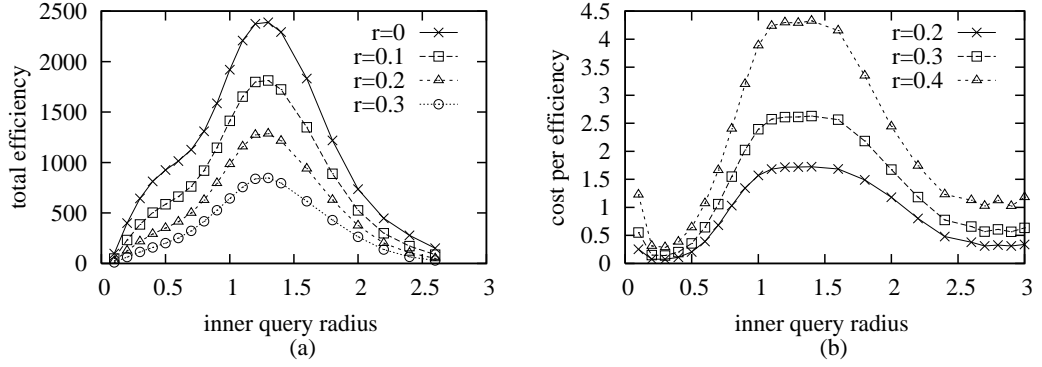 total efficiency
2500
2000
1500
1000
500
0
0 0.5 1 1.5 2 2.5 3
inner query radius
(a)
r=0
r=0.1
r=0.2
r=0.3
cost per efficiency
4.5
4
3.5
3
2.5
2
1.5
1
0.5
0
0 0.5 1 1.5 2 2.5 3
inner query radius
(b)
r=0.2
r=0.3
r=0.4